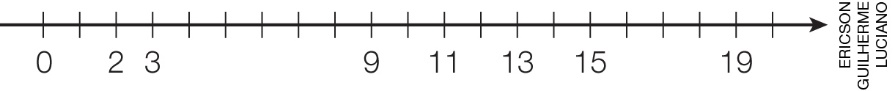 0 2 3 9 11 13 15 19
ERICSON
GUILHERME
LUCIANO